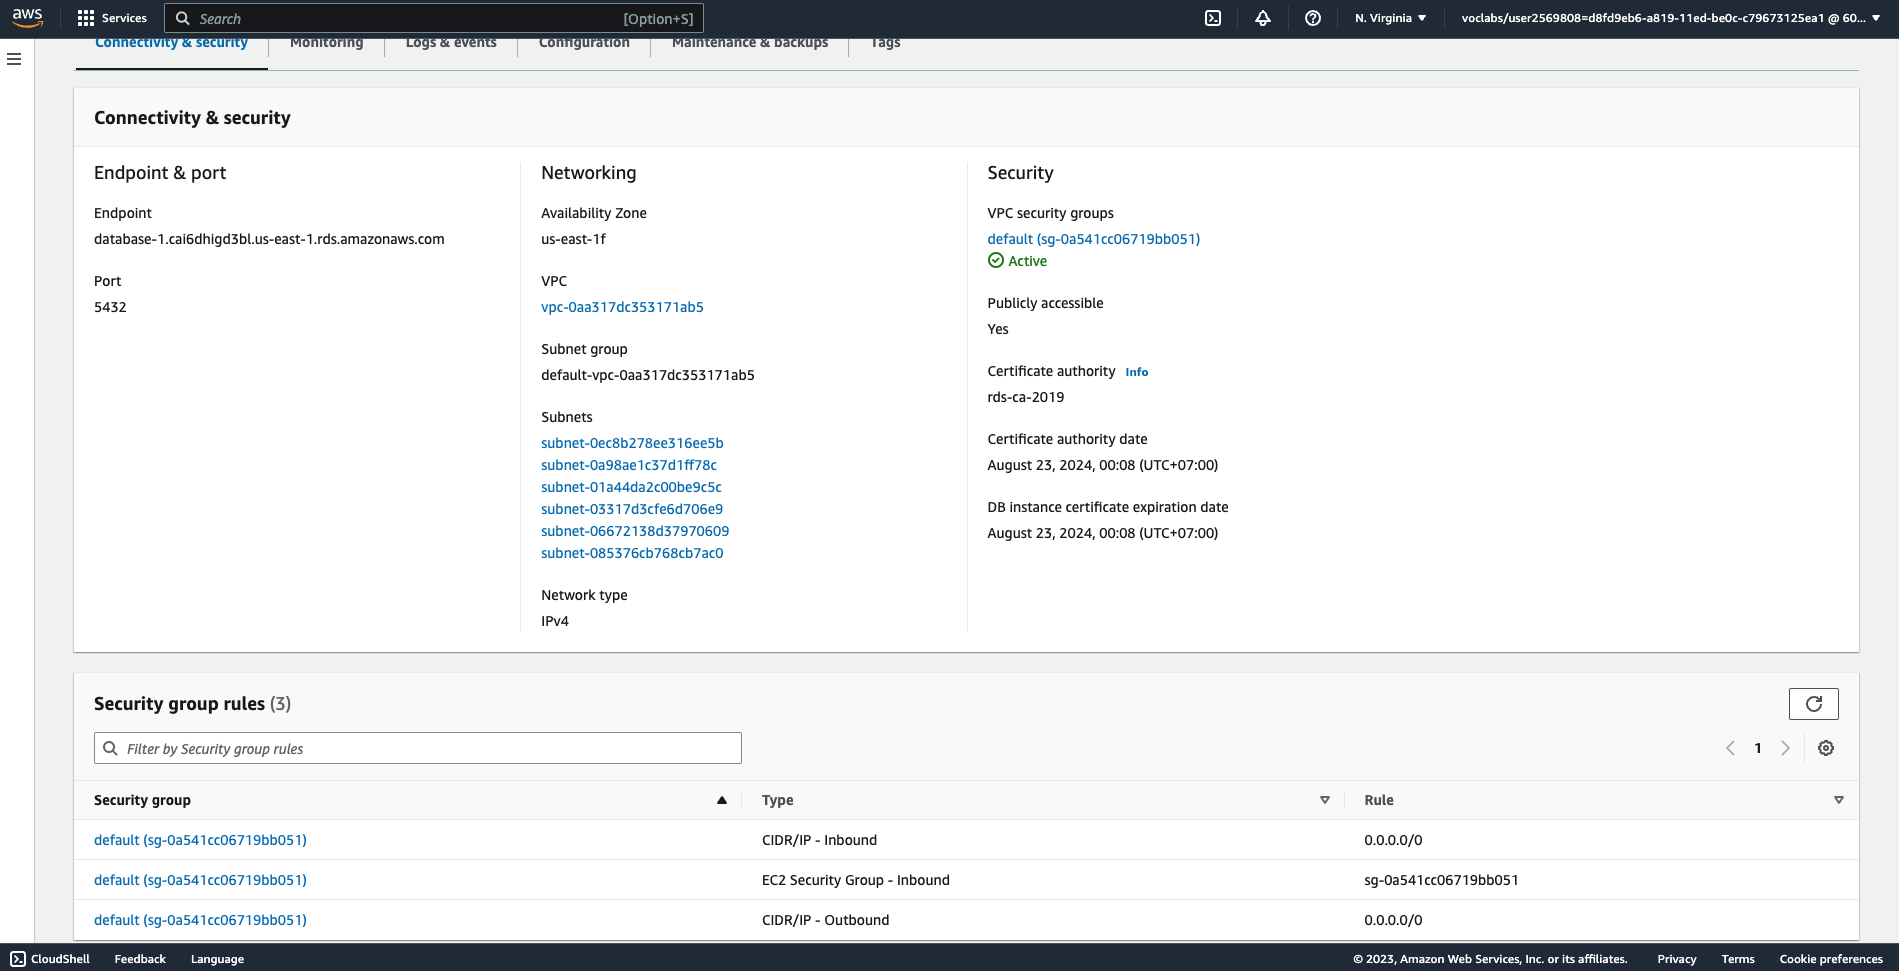 aws
Services
Search
[Option+S]
N. Virginia
voclabs/user2569808=d8fd9eb6-a819-11ed-be0c-c79673125ea1 @ 60...
Connectivity & security
Monitoring
Logs & events
Configuration
Maintenance & backups
Tags
Connectivity & security
Endpoint & port
Endpoint
database-1.cai6dhigd3bl.us-east-1.rds.amazonaws.com
Port
5432
Networking
Availability Zone
us-east-1f
VPC
vpc-0aa317dc353171ab5
Subnet group
default-vpc-0aa317dc353171ab5
Subnets
subnet-0ec8b278ee316ee5b
subnet-0a98ae1c37d1ff78c
subnet-01a44da2c00be9c5c
subnet-03317d3cfe6d706e9
subnet-06672138d37970609
subnet-085376cb768cb7ac0
Network type
IPv4
Security
VPC security groups
default (sg-0a541cc06719bb051)
Active
Publicly accessible
Yes
Certificate authority Info
rds-ca-2019
Certificate authority date
August 23, 2024, 00:08 (UTC+07:00)
DB instance certificate expiration date
August 23, 2024, 00:08 (UTC+07:00)
Security group rules (3)
Filter by Security group rules
1
Security group Type Rule
default (sg-0a541cc06719bb051) CIDR/IP - Inbound 0.0.0.0/0
default (sg-0a541cc06719bb051) EC2 Security Group - Inbound sg-0a541cc06719bb051
default (sg-0a541cc06719bb051) CIDR/IP - Outbound 0.0.0.0/0
CloudShell Feedback Language © 2023, Amazon Web Services, Inc. or its affiliates. Privacy Terms Cookie preferences